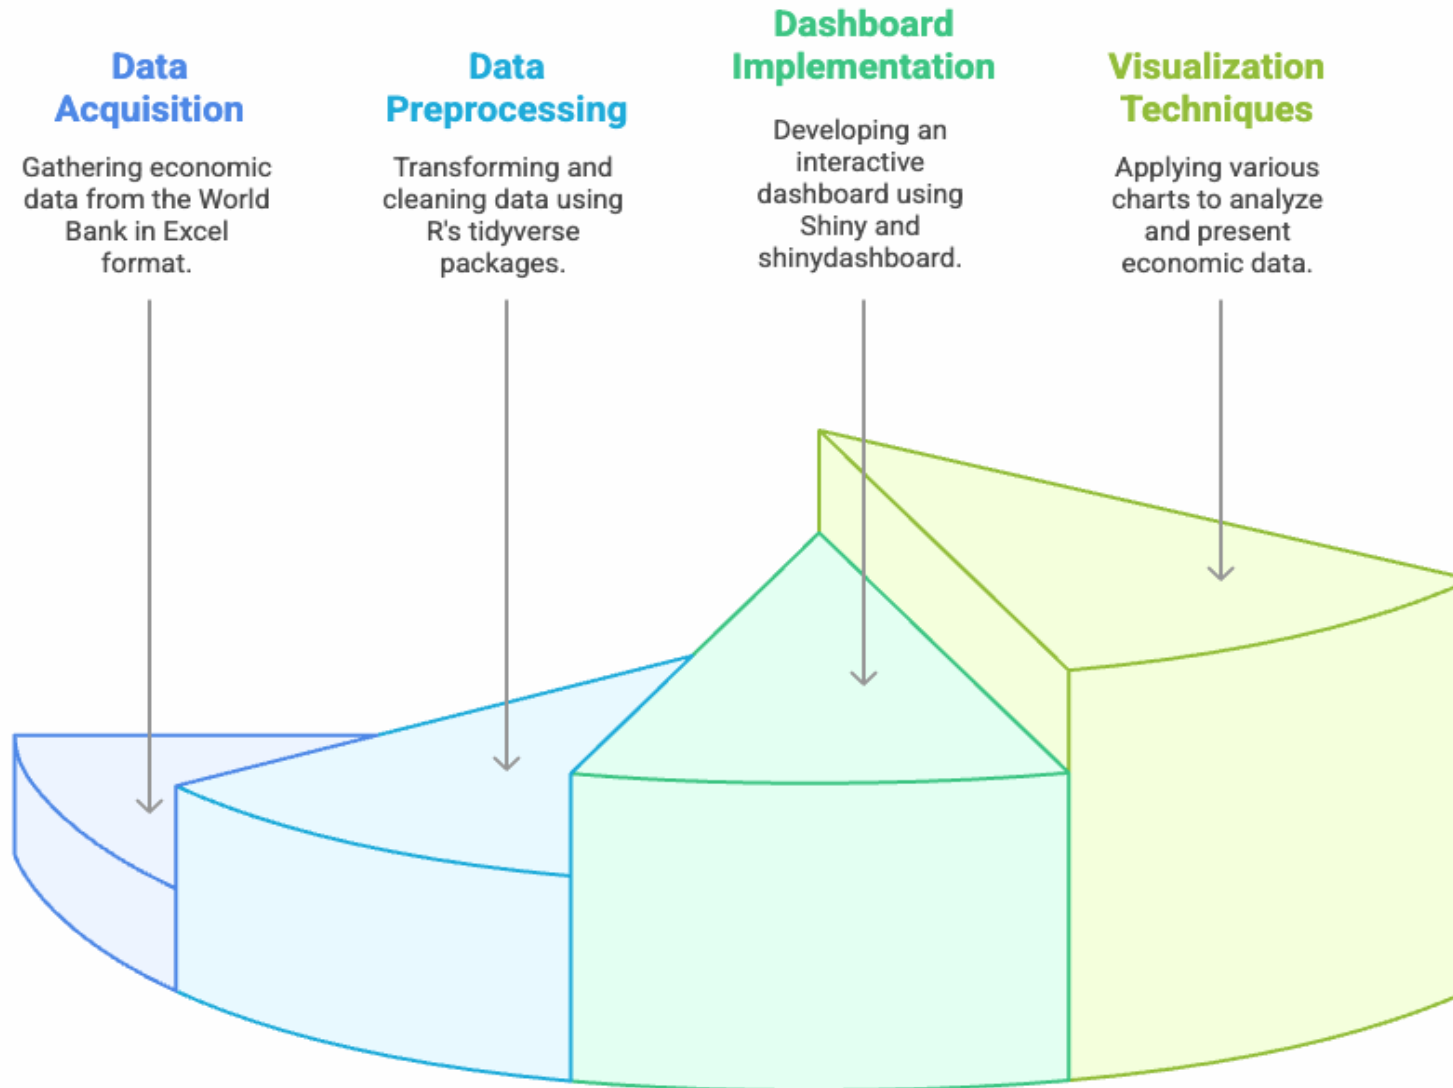 Data
Acquisition
Gathering economic
data from the World
Bank in Excel
format.
Data
Preprocessing
Transforming and
cleaning data using
R's tidyverse
packages.
Dashboard
Implementation
Developing an
interactive
dashboard using
Shiny and
shinydashboard.
Visualization
Techniques
Applying various
charts to analyze
and present
economic data.